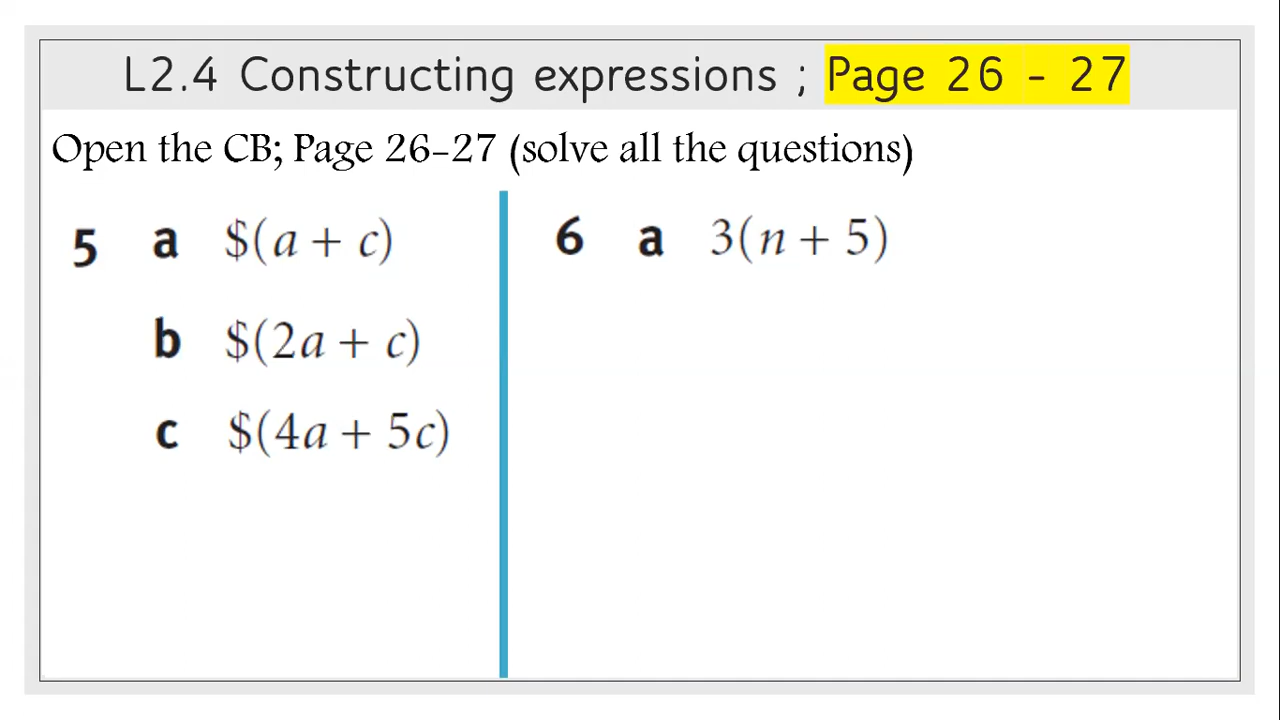 L2.4 Constructing expressions ; Page 26 - 27
Open the CB; Page 26-27 (solve all the questions)
5 a $(a + c)
b $(2a + c)
c $(4a + 5c)
6 a 3(n + 5)